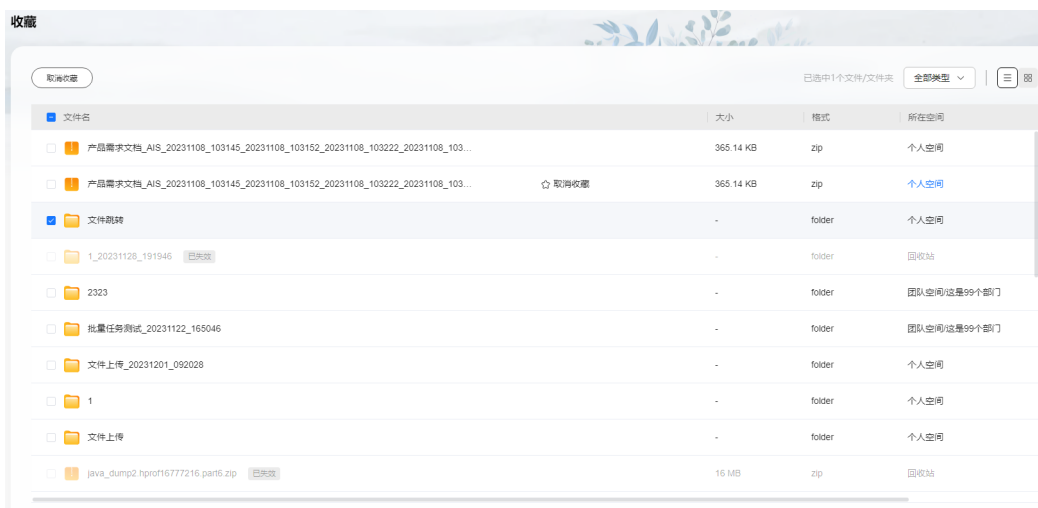 收藏
取消收藏 已选中1个文件/文件夹 全部类型
文件名 大小 格式 所在空间
产品需求文档_AIS_20231108_103145_20231108_103152_20231108_103222_20231108_103... 365.14 KB zip 个人空间
产品需求文档_AIS_20231108_103145_20231108_103152_20231108_103222_20231108_103... 取消收藏 365.14 KB zip 个人空间
文件跳转 - folder 个人空间
1_20231128_191946 已失效 - folder 回收站
2323 - folder 团队空间/这是99个部门
批量任务测试_20231122_165046 - folder 团队空间/这是99个部门
文件上传_20231201_092028 - folder 个人空间
1 - folder 个人空间
文件上传 - folder 个人空间
java_dump2.hprof16777216.part6.zip 已失效 16 MB zip 回收站